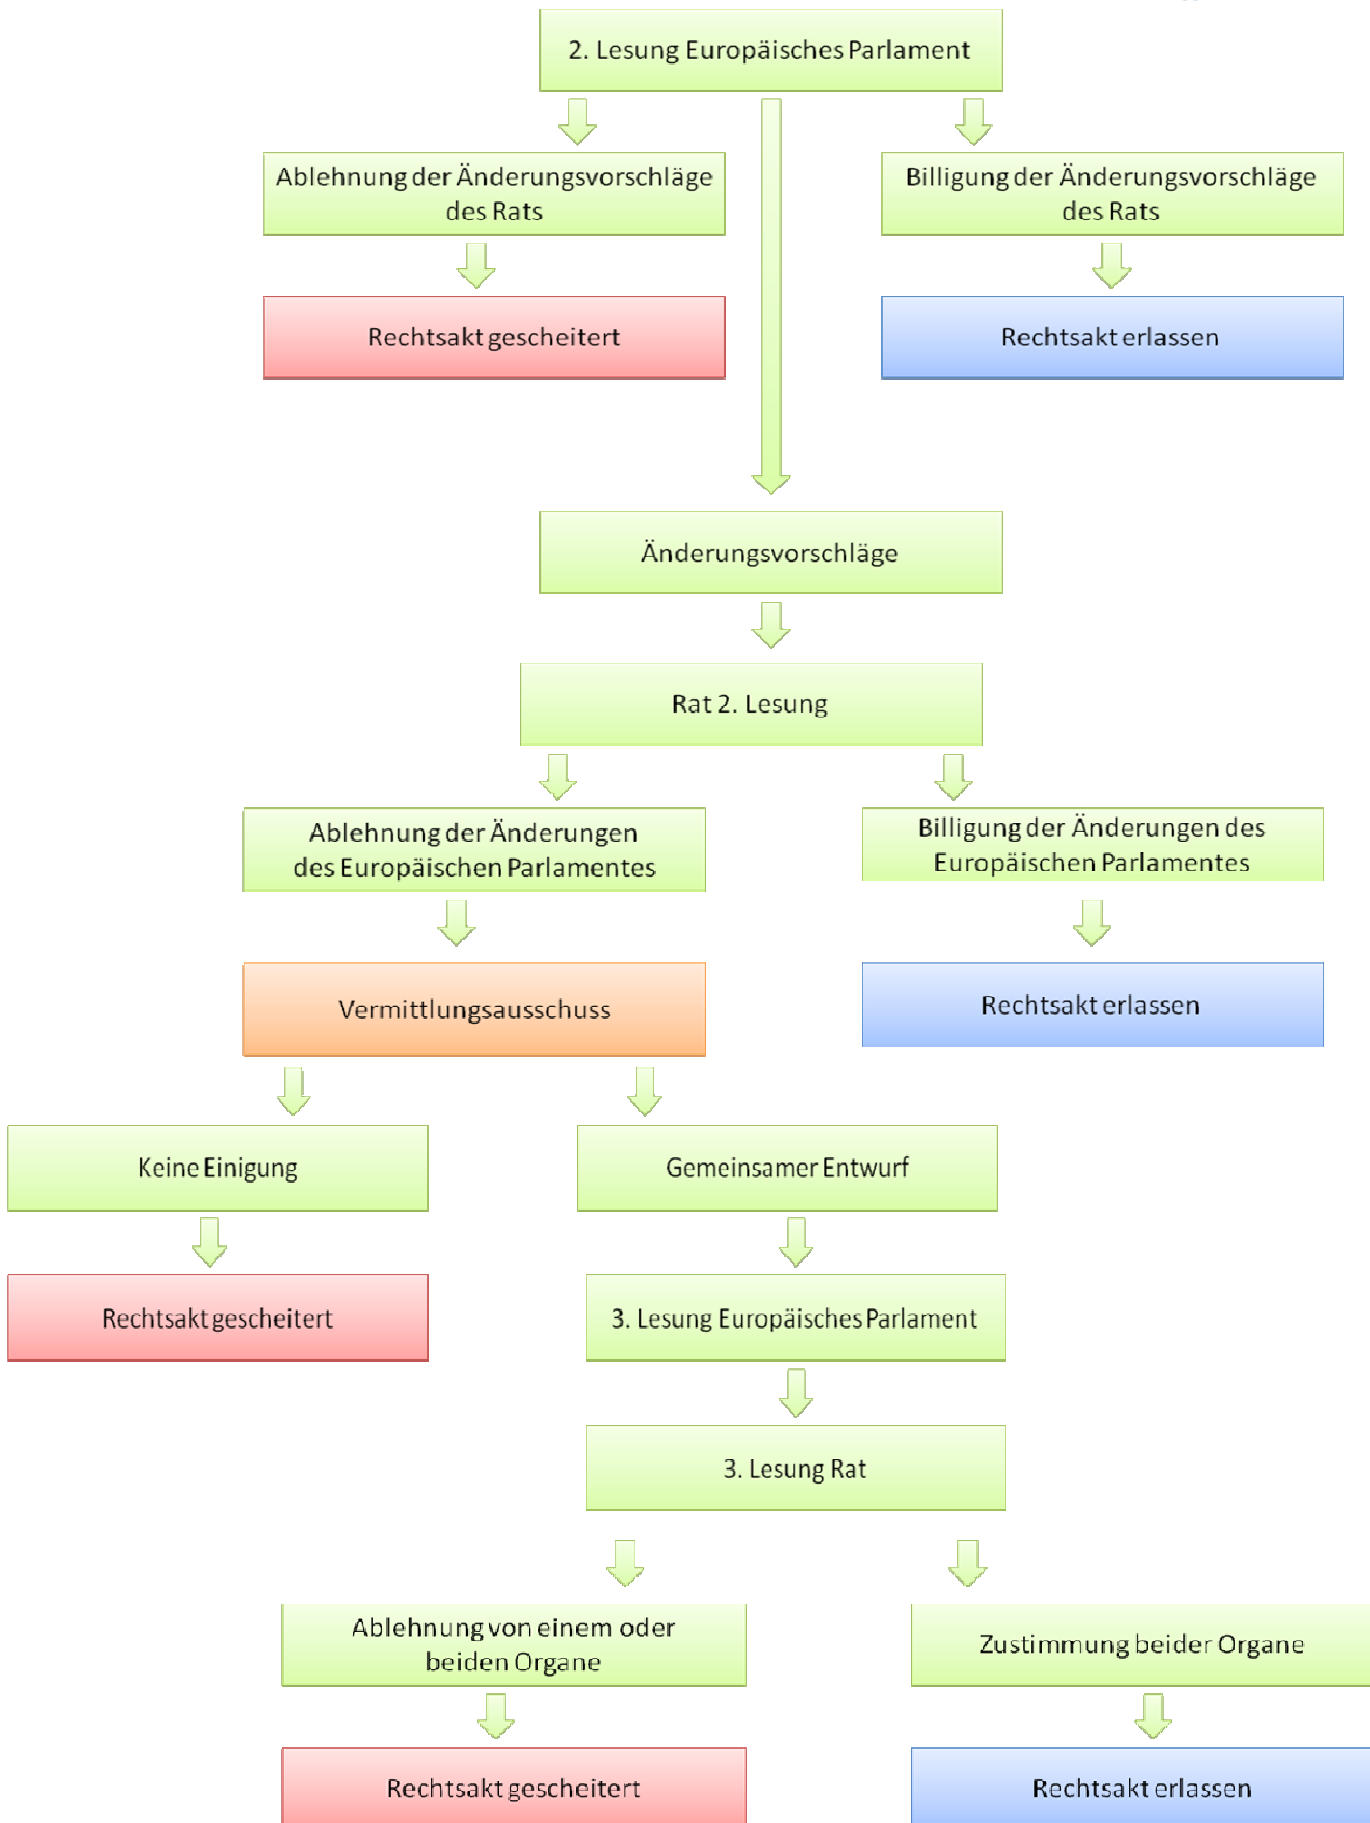 2. Lesung Europäisches Parlament
Ablehnung der Änderungsvorschläge
des Rats
Billigung der Änderungsvorschläge
des Rats
Rechtsakt gescheitert
Rechtsakt erlassen
Änderungsvorschläge
Rat 2. Lesung
Ablehnung der Änderungen
des Europäischen Parlamentes
Billigung der Änderungen des
Europäischen Parlamentes
Vermittlungsausschuss
Rechtsakt erlassen
Keine Einigung
Gemeinsamer Entwurf
Rechtsakt gescheitert
3. Lesung Europäisches Parlament
3. Lesung Rat
Ablehnung von einem oder
beiden Organe
Zustimmung beider Organe
Rechtsakt gescheitert
Rechtsakt erlassen